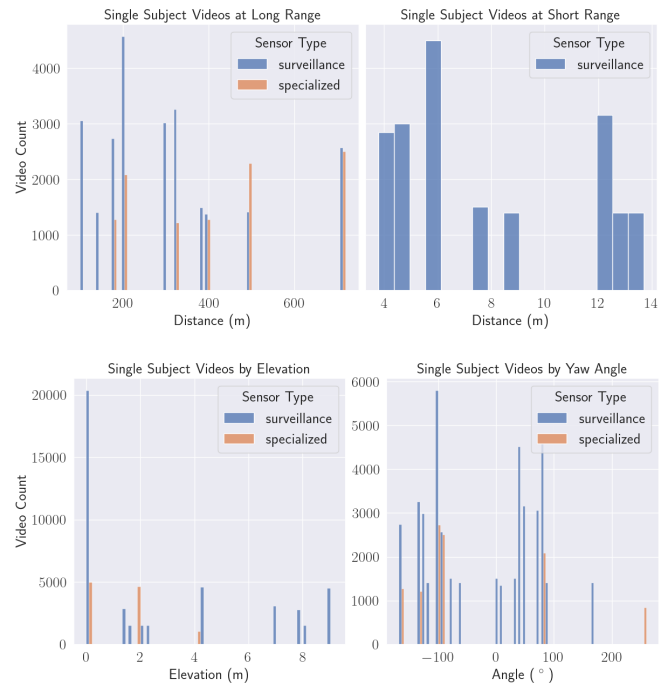 Single Subject Videos at Long Range
Video Count
4000
3000
2000
1000
0
200
400
600
Distance (m)
Sensor Type
surveillance
specialized
Single Subject Videos at Short Range
4
6
8
10
12
14
Distance (m)
Sensor Type
surveillance
Single Subject Videos by Elevation
Video Count
20000
15000
10000
5000
0
0
2
4
6
8
Elevation (m)
Sensor Type
surveillance
specialized
Single Subject Videos by Yaw Angle
6000
5000
4000
3000
2000
1000
0
−100
0
100
200
Angle (°)
Sensor Type
surveillance
specialized